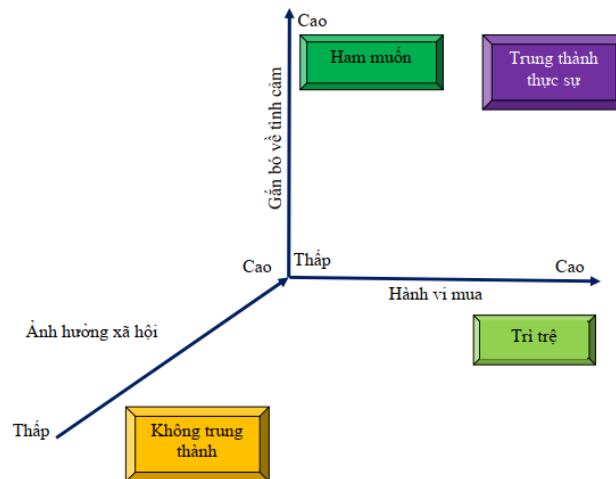 Cao
Ham muốn
Trung thành
thực sự
Gắn bó về tình cảm
Cao
Thấp
Cao
Hành vi mua
Ảnh hưởng xã hội
Trì trệ
Thấp
Không trung
thành